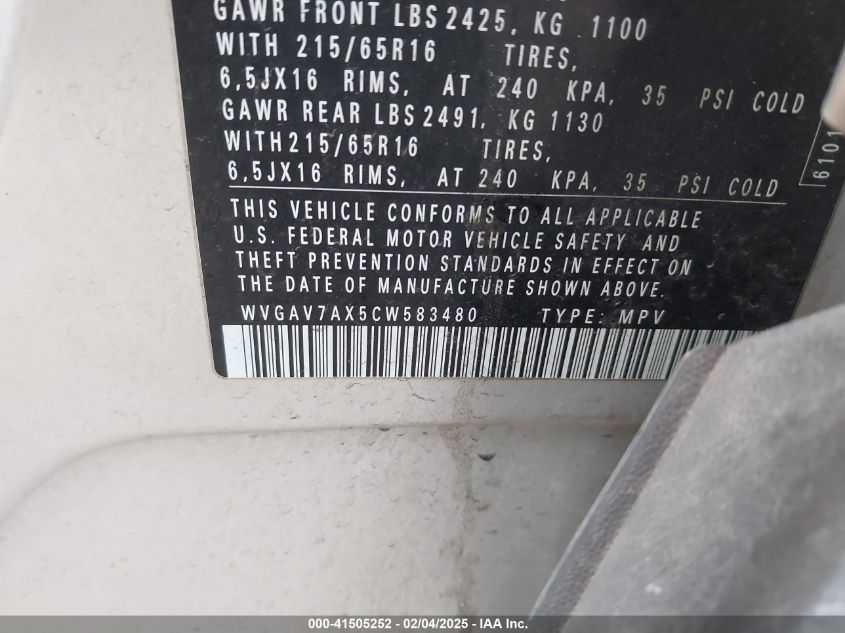 GAWR FRONT LBS 2425, KG 1100
WITH 215/65R16 TIRES,
6,5JX16 RIMS, AT 240 KPA, 35 PSI COLD
GAWR REAR LBS 2491, KG 1130
WITH 215/65R16 TIRES,
6,5JX16 RIMS, AT 240 KPA, 35 PSI COLD
6101
THIS VEHICLE CONFORMS TO ALL APPLICABLE
U.S. FEDERAL MOTOR VEHICLE SAFETY AND
THEFT PREVENTION STANDARDS IN EFFECT ON
THE DATE OF MANUFACTURE SHOWN ABOVE.
WVGAV7AX5CW583480 TYPE: MPV
000-41505252 - 02/04/2025 - IAA Inc.